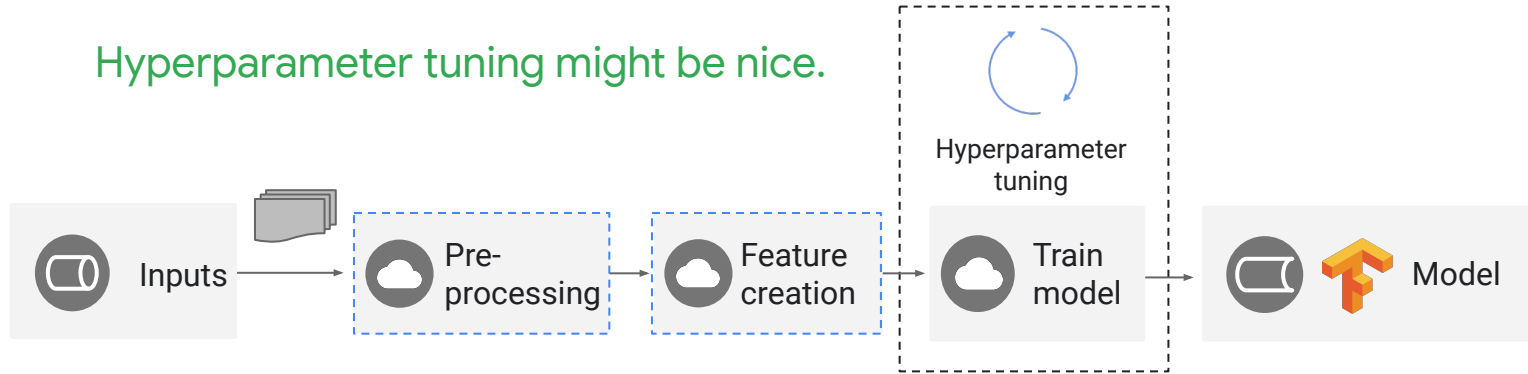 Hyperparameter tuning might be nice.
Hyperparameter
tuning
Inputs
Pre-
processing
Feature
creation
Train
model
Model